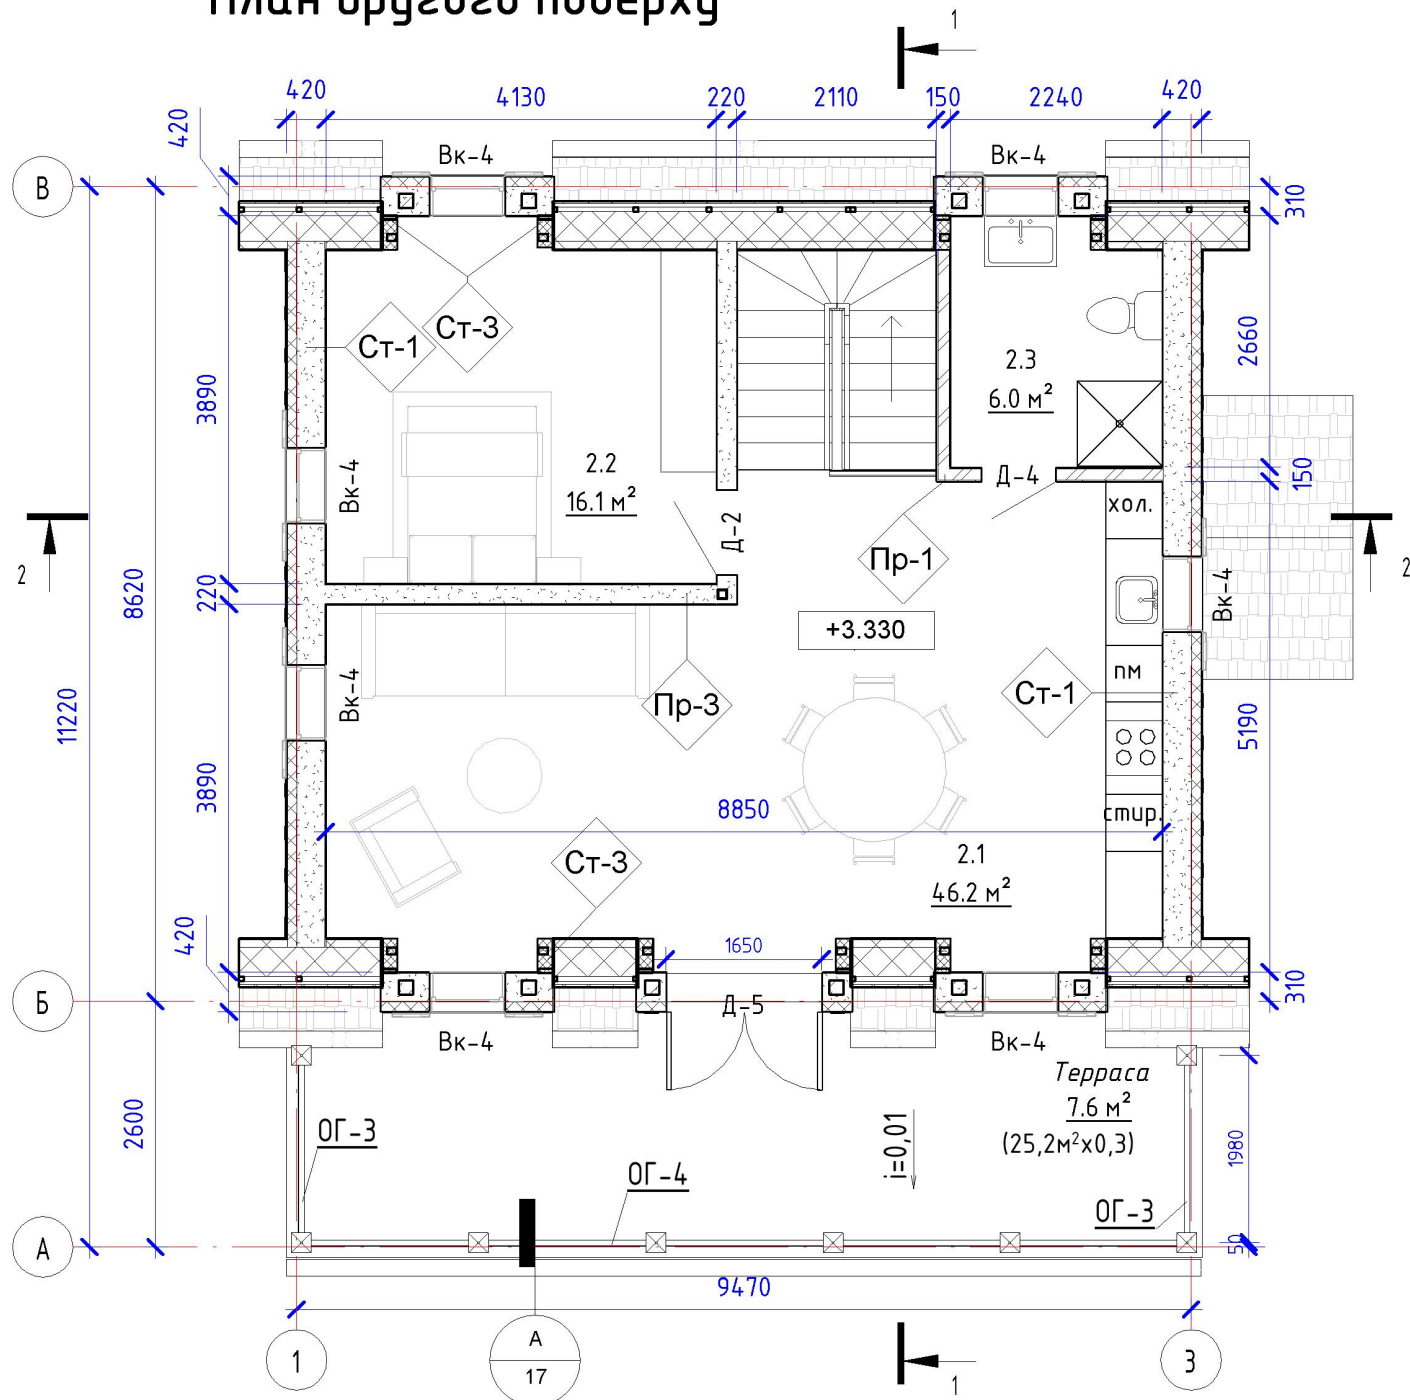 План другого поверху
1
420
4130
220
2110
150
2240
420
420
Вк-4
Вк-4
В
310
Ст-1
Ст-3
2.3
6.0 м²
2660
3890
2.2
16.1 м²
Вк-4
Д-2
Д-4
хол.
150
2
2
Пр-1
8620
220
+3.330
Вк-4
Вк-4
пм
Ст-1
Пр-3
11220
5190
3890
8850
стир.
Ст-3
2.1
46.2 м²
420
1650
310
Б
Д-5
Вк-4
Вк-4
Терраса
7.6 м²
(25,2м²х0,3)
2600
ОГ-3
i=0,01
1980
ОГ-4
ОГ-3
А
50
9470
1
А
17
3
1